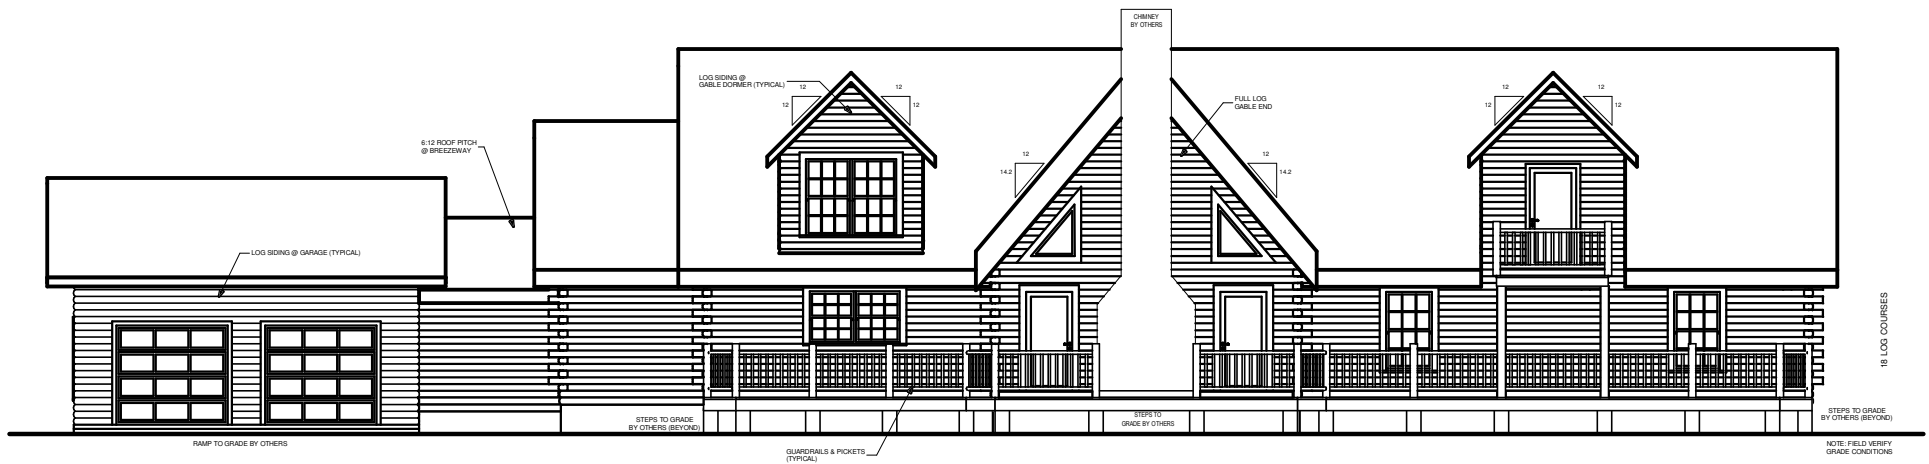 CHIMNEY
BY OTHERS
LOG SIDING @
GABLE DORMER (TYPICAL)
12
12
12
12
FULL LOG
GABLE END
12
12
12
12
6:12 ROOF PITCH
@ BREEZEWAY
12
14.2
12
14.2
LOG SIDING @ GARAGE (TYPICAL)
18 LOG COURSES
STEPS TO GRADE
BY OTHERS (BEYOND)
STEPS TO
GRADE BY OTHERS
STEPS TO GRADE
BY OTHERS (BEYOND)
RAMP TO GRADE BY OTHERS
GUARDRAILS & PICKETS
(TYPICAL)
NOTE: FIELD VERIFY
GRADE CONDITIONS